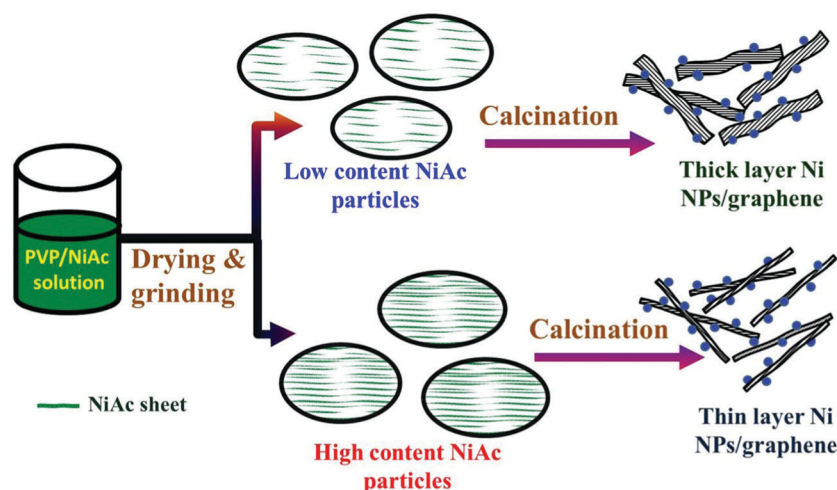 PVP/NiAc
solution
Drying &
grinding
Low content NiAc
particles
Calcination
Thick layer Ni
NPs/graphene
High content NiAc
particles
Calcination
Thin layer Ni
NPs/graphene
NiAc sheet